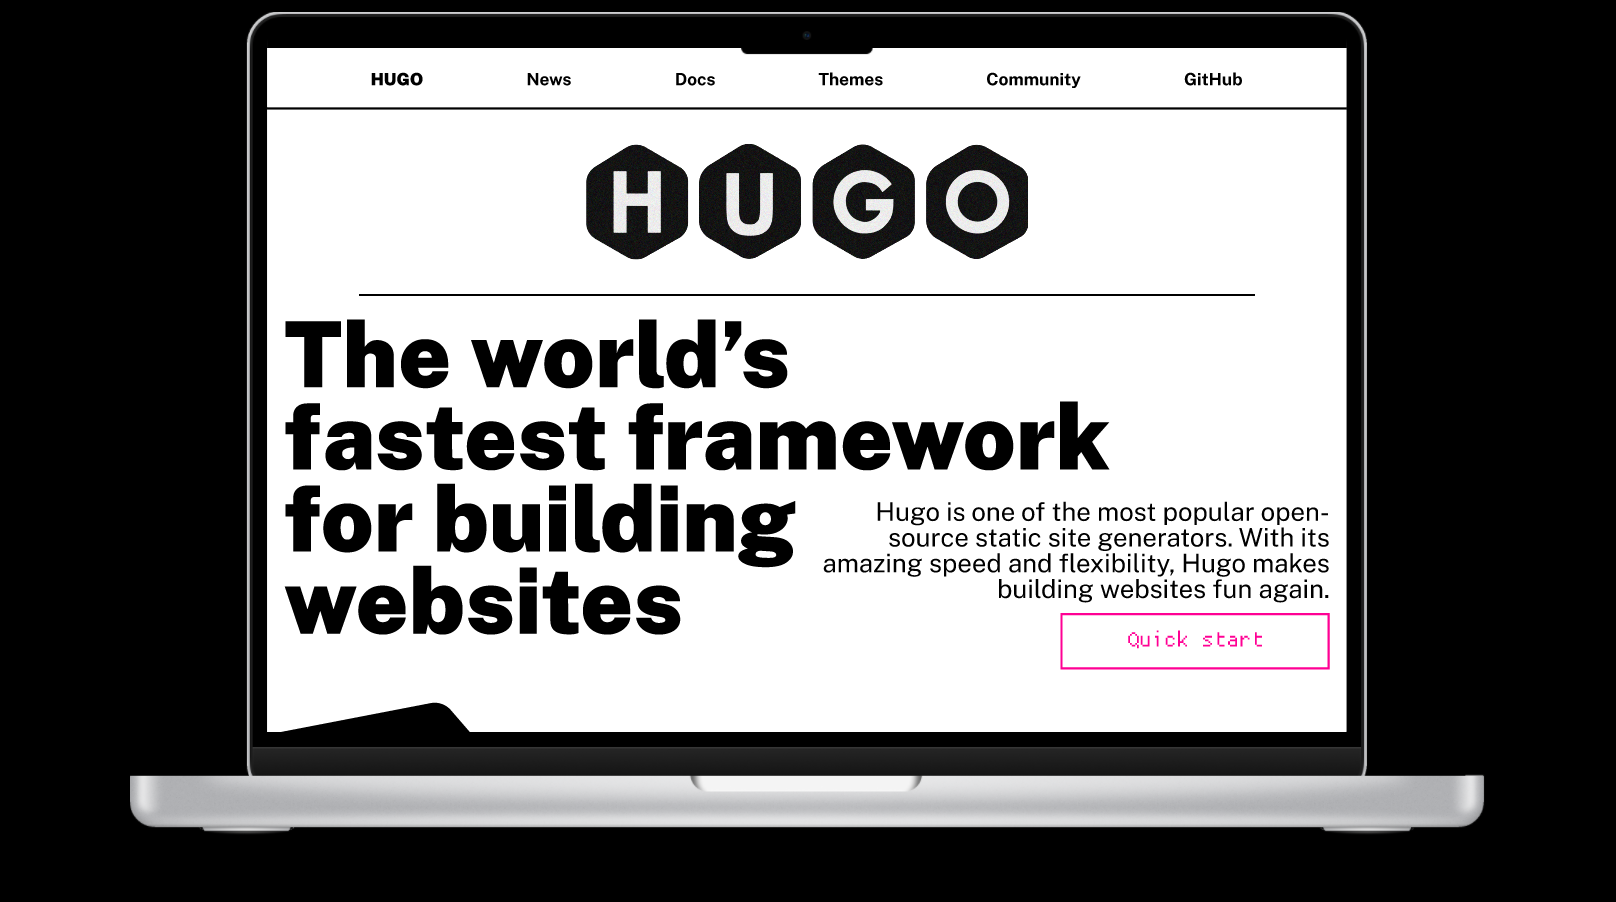 HUGO News Docs Themes Community GitHub
HUGO
The world’s
fastest framework
for building
websites
Hugo is one of the most popular open-
source static site generators. With its
amazing speed and flexibility, Hugo makes
building websites fun again.
Quick start